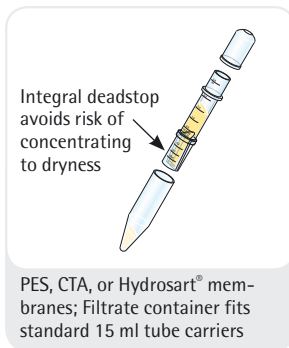 Integral deadstop
avoids risk of
concentrating
to dryness
PES, CTA, or Hydrosart® mem-
branes; Filtrate container fits
standard 15 ml tube carriers